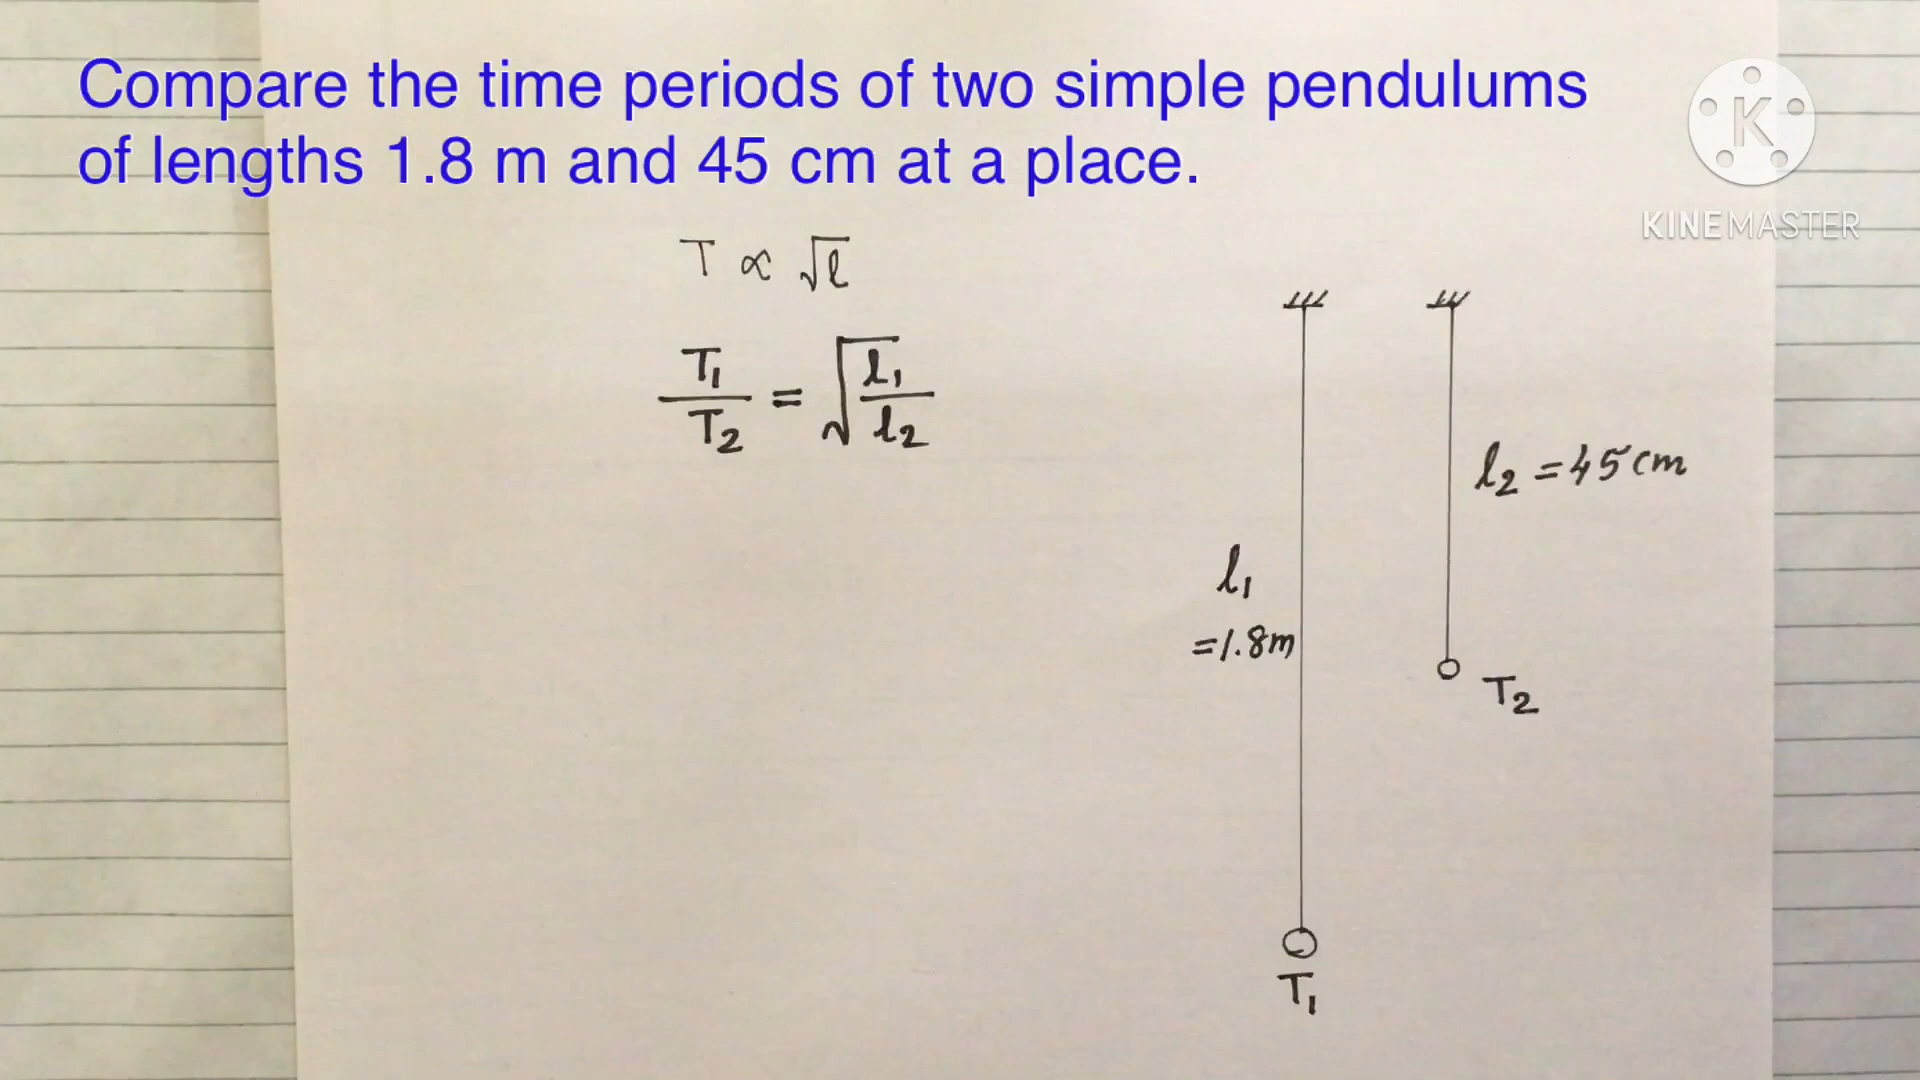 Compare the time periods of two simple pendulums
of lengths 1.8 m and 45 cm at a place.
K
KINEMASTER
T ∝ √l
T₁/T₂ = √(l₁/l₂)
l₂ = 45 cm
l₁
= 1.8m
T₂
T₁